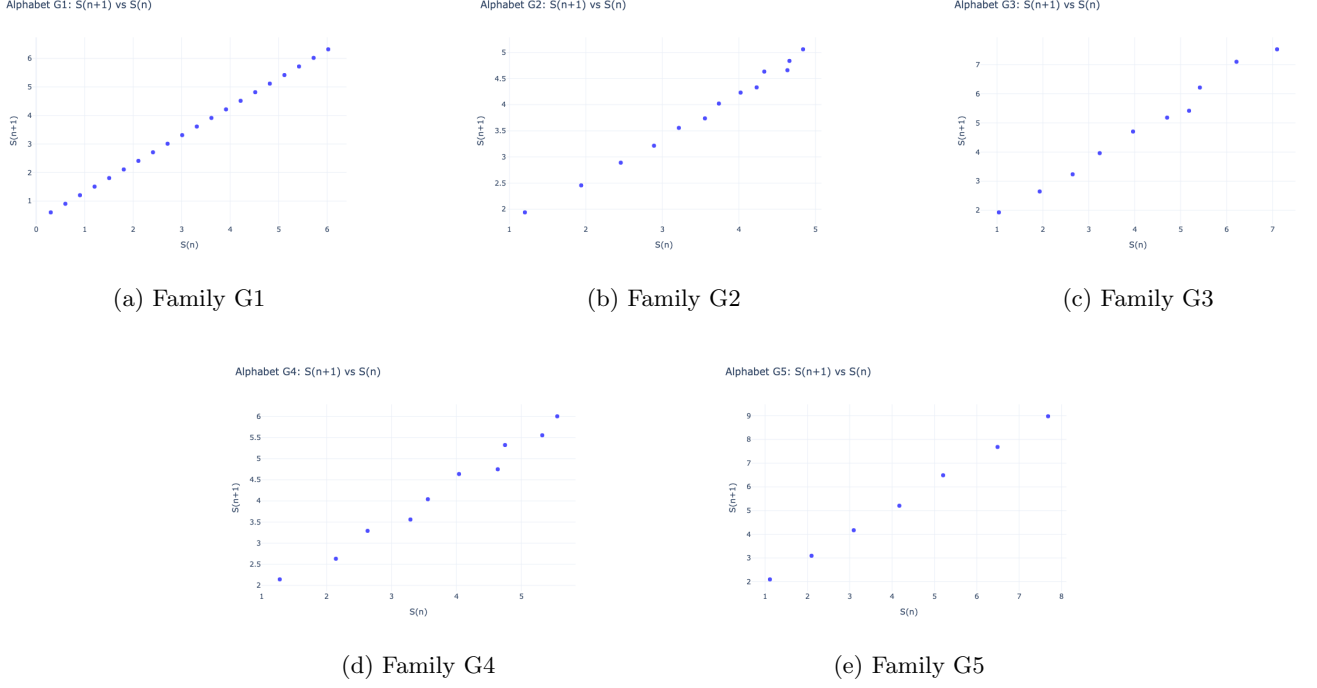 Alphabet G1: S(n+1) vs S(n)
S(n+1)
6
5
4
3
2
1
0 1 2 3 4 5 6
S(n)
(a) Family G1
Alphabet G2: S(n+1) vs S(n)
S(n+1)
5
4.5
4
3.5
3
2.5
2
1 2 3 4 5
S(n)
(b) Family G2
Alphabet G3: S(n+1) vs S(n)
S(n+1)
7
6
5
4
3
2
1 2 3 4 5 6 7
S(n)
(c) Family G3
Alphabet G4: S(n+1) vs S(n)
S(n+1)
6
5.5
5
4.5
4
3.5
3
2.5
2
1 2 3 4 5
S(n)
(d) Family G4
Alphabet G5: S(n+1) vs S(n)
S(n+1)
9
8
7
6
5
4
3
2
1 2 3 4 5 6 7 8
S(n)
(e) Family G5